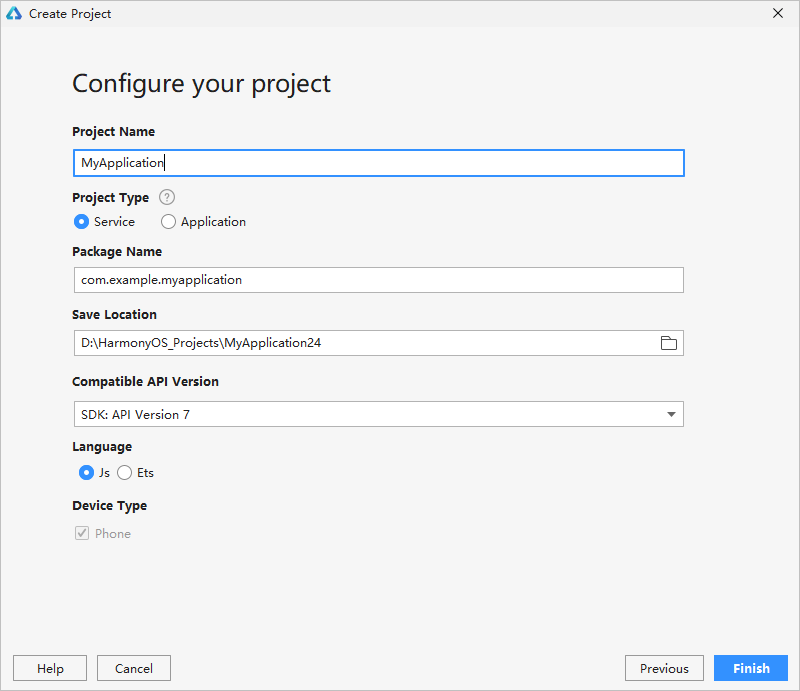 Create Project
Configure your project
Project Name
MyApplication
Project Type ?
Service Application
Package Name
com.example.myapplication
Save Location
D:\HarmonyOS_Projects\MyApplication24
Compatible API Version
SDK: API Version 7
Language
Js Ets
Device Type
Phone
Help Cancel Previous Finish